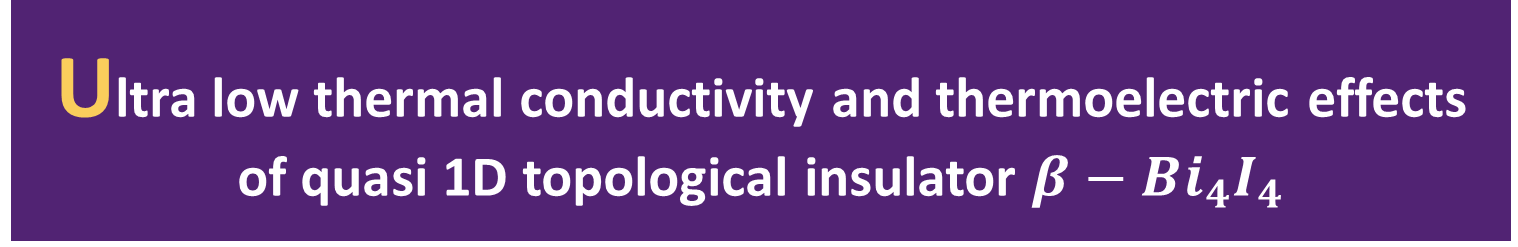 Ultra low thermal conductivity and thermoelectric effects
of quasi 1D topological insulator β − Bi₄I₄